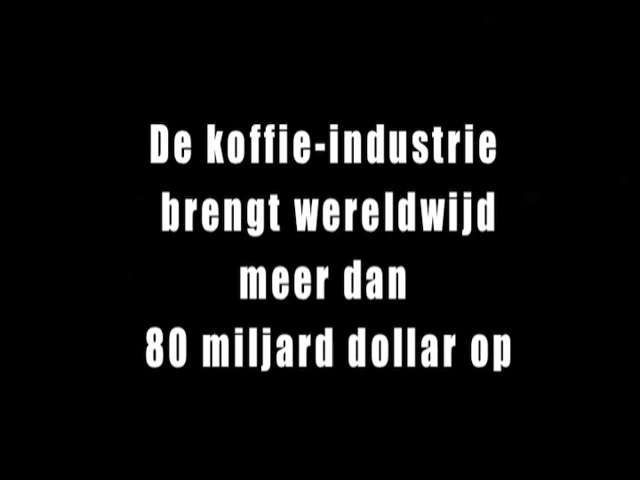 De koffie-industrie
brengt wereldwijd
meer dan
80 miljard dollar op